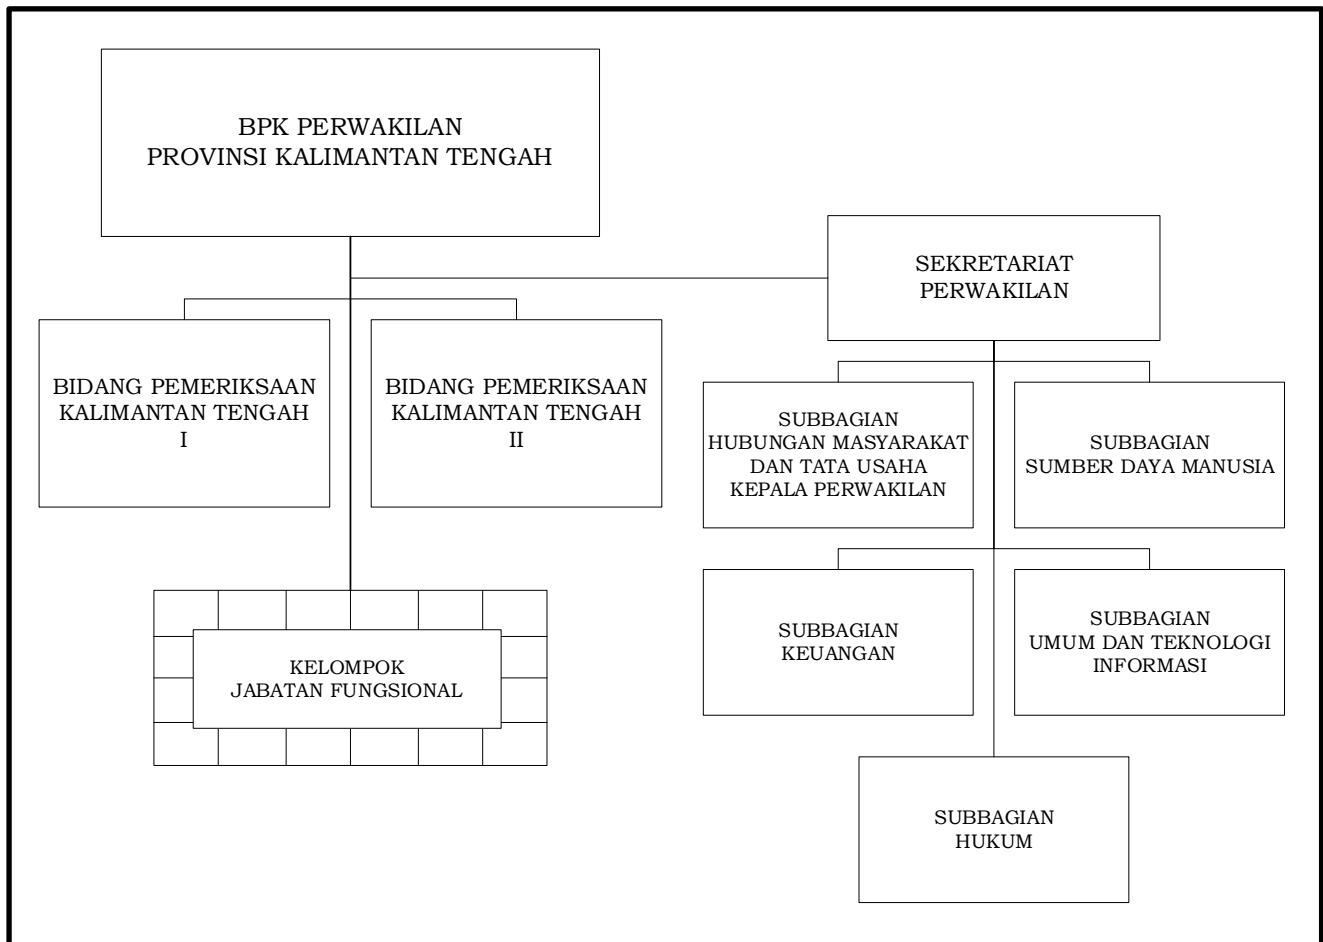 BPK PERWAKILAN
PROVINSI KALIMANTAN TENGAH
SEKRETARIAT
PERWAKILAN
BIDANG PEMERIKSAAN
KALIMANTAN TENGAH
I
BIDANG PEMERIKSAAN
KALIMANTAN TENGAH
II
SUBBAGIAN
HUBUNGAN MASYARAKAT
DAN TATA USAHA
KEPALA PERWAKILAN
SUBBAGIAN
SUMBER DAYA MANUSIA
SUBBAGIAN
KEUANGAN
SUBBAGIAN
UMUM DAN TEKNOLOGI
INFORMASI
KELOMPOK
JABATAN FUNGSIONAL
SUBBAGIAN
HUKUM